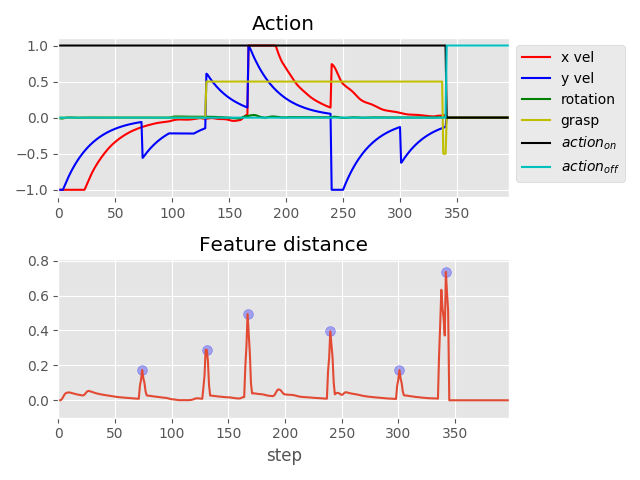 Action
1.0
0.5
0.0
−0.5
−1.0
0 50 100 150 200 250 300 350
x vel
y vel
rotation
grasp
action_on
action_off
Feature distance
0.8
0.6
0.4
0.2
0.0
0 50 100 150 200 250 300 350
step